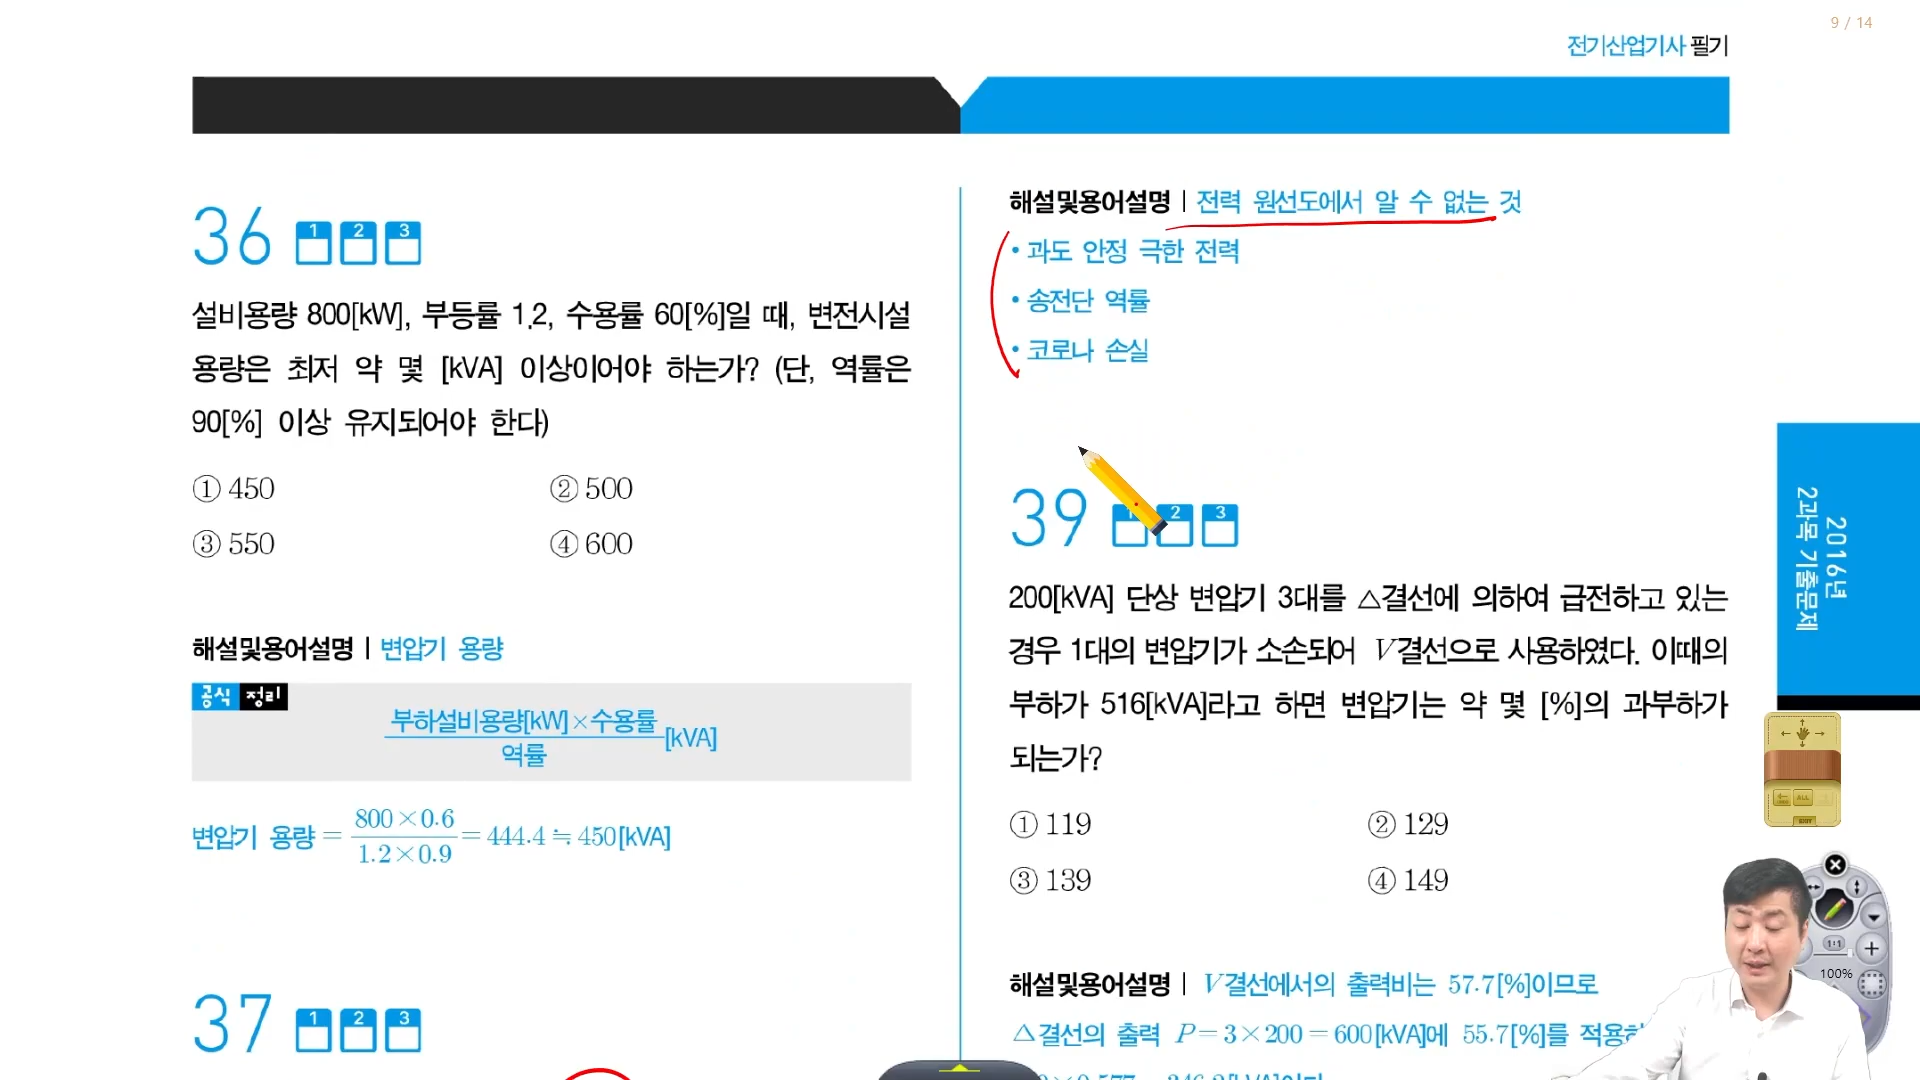 9 / 14
전기산업기사 필기
36 1 2 3
설비용량 800[kW], 부등률 1.2, 수용률 60[%]일 때, 변전시설
용량은 최저 약 몇 [kVA] 이상이어야 하는가? (단, 역률은
90[%] 이상 유지되어야 한다)
① 450 ② 500
③ 550 ④ 600
해설및용어설명 | 변압기 용량
공식 정리
부하설비용량[kW]×수용률
역률
[kVA]
변압기 용량 = 800×0.6 / 1.2×0.9 = 444.4 ≒ 450[kVA]
37 1 2 3
해설및용어설명 | 전력 원선도에서 알 수 없는 것
• 과도 안정 극한 전력
• 송전단 역률
• 코로나 손실
39 1 2 3
200[kVA] 단상 변압기 3대를 △결선에 의하여 급전하고 있는
경우 1대의 변압기가 소손되어 V결선으로 사용하였다. 이때의
부하가 516[kVA]라고 하면 변압기는 약 몇 [%]의 과부하가
되는가?
① 119 ② 129
③ 139 ④ 149
해설및용어설명 | V결선에서의 출력비는 57.7[%]이므로
△결선의 출력 P=3×200=600[kVA]에 55.7[%]를 적용하
2016년
2과목 기출문제
ALL
EXIT
1:1
100%